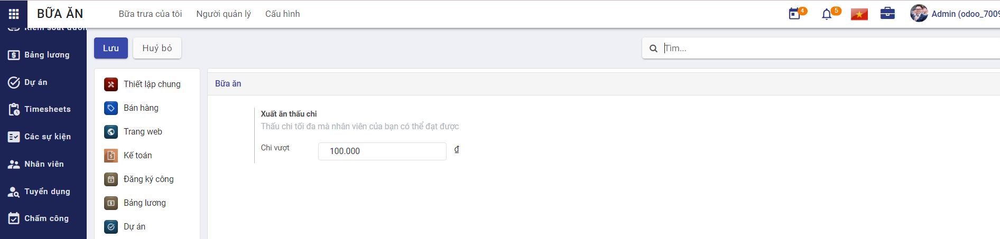 BỮA ĂN
Bữa trưa của tôi
Người quản lý
Cấu hình
4
5
Admin (odoo_7009
Bảng lương
Dự án
Timesheets
Các sự kiện
Nhân viên
Tuyển dụng
Chấm công
Lưu
Huỷ bỏ
Tìm...
Thiết lập chung
Bán hàng
Trang web
Kế toán
Đăng ký công
Bảng lương
Dự án
Bữa ăn
Xuất ăn thấu chi
Thấu chi tối đa mà nhân viên của bạn có thể đạt được
Chi vượt
100.000
₫